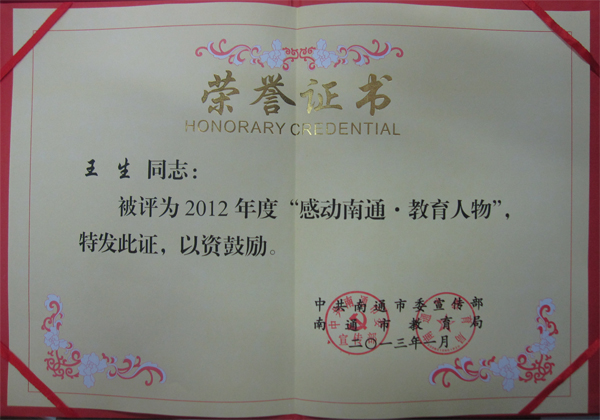 荣誉证书
HONORARY CREDENTIAL
王生 同志：
被评为2012年度“感动南通·教育人物”，
特发此证，以资鼓励。
中共南通市委宣传部
南通市教育局
二〇一三年一月
宣传部